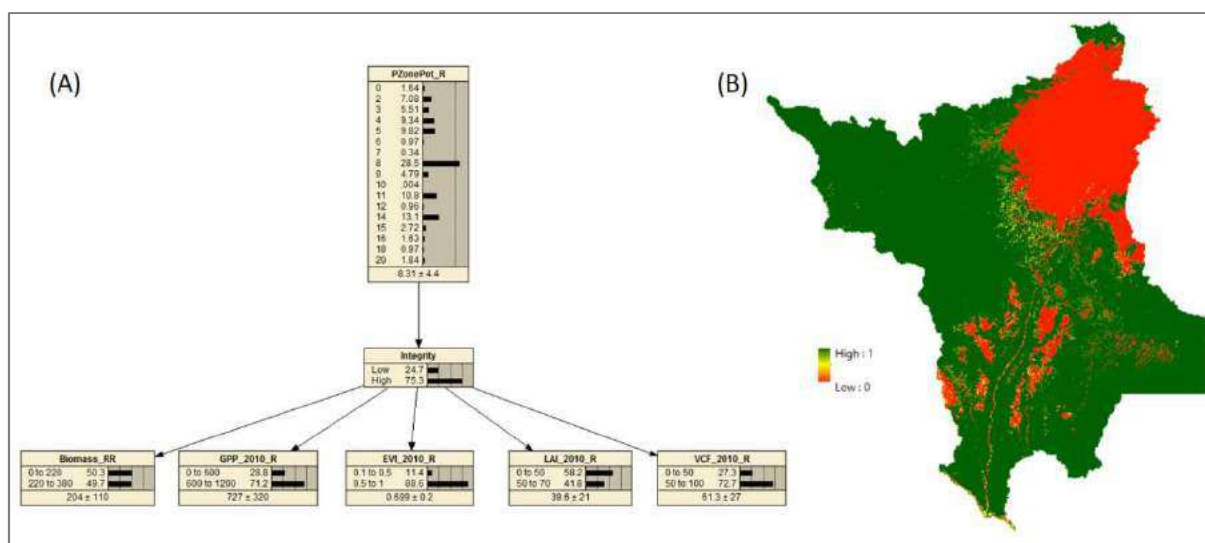 (A)
(B)
PZonePot_R
0 1.64
2 7.08
3 5.51
4 9.34
5 9.82
6 0.97
7 0.34
8 28.5
9 4.79
10 .004
11 10.8
12 0.96
14 13.1
15 2.72
16 1.63
18 0.97
20 1.84
8.31 ± 4.4
Integrity
Low 24.7
High 75.3
High : 1
Low : 0
Biomass_RR
0 to 220 50.3
220 to 380 49.7
204 ± 110
GPP_2010_R
0 to 600 28.8
600 to 1200 71.2
727 ± 320
EVI_2010_R
0.1 to 0.5 11.4
0.5 to 1 88.6
0.699 ± 0.2
LAI_2010_R
0 to 50 58.2
50 to 70 41.8
39.6 ± 21
VCF_2010_R
0 to 50 27.3
50 to 100 72.7
61.3 ± 27